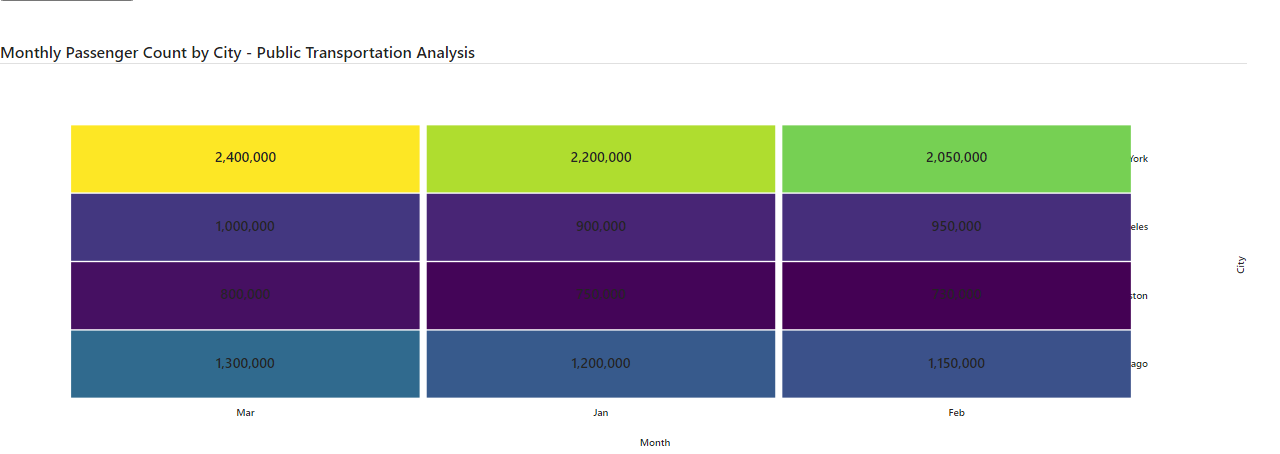 Monthly Passenger Count by City - Public Transportation Analysis
2,400,000 2,200,000 2,050,000 York
1,000,000 900,000 950,000 eles
800,000 730,000 ston
1,300,000 1,200,000 1,150,000 ago
City
Mar Jan Feb
Month